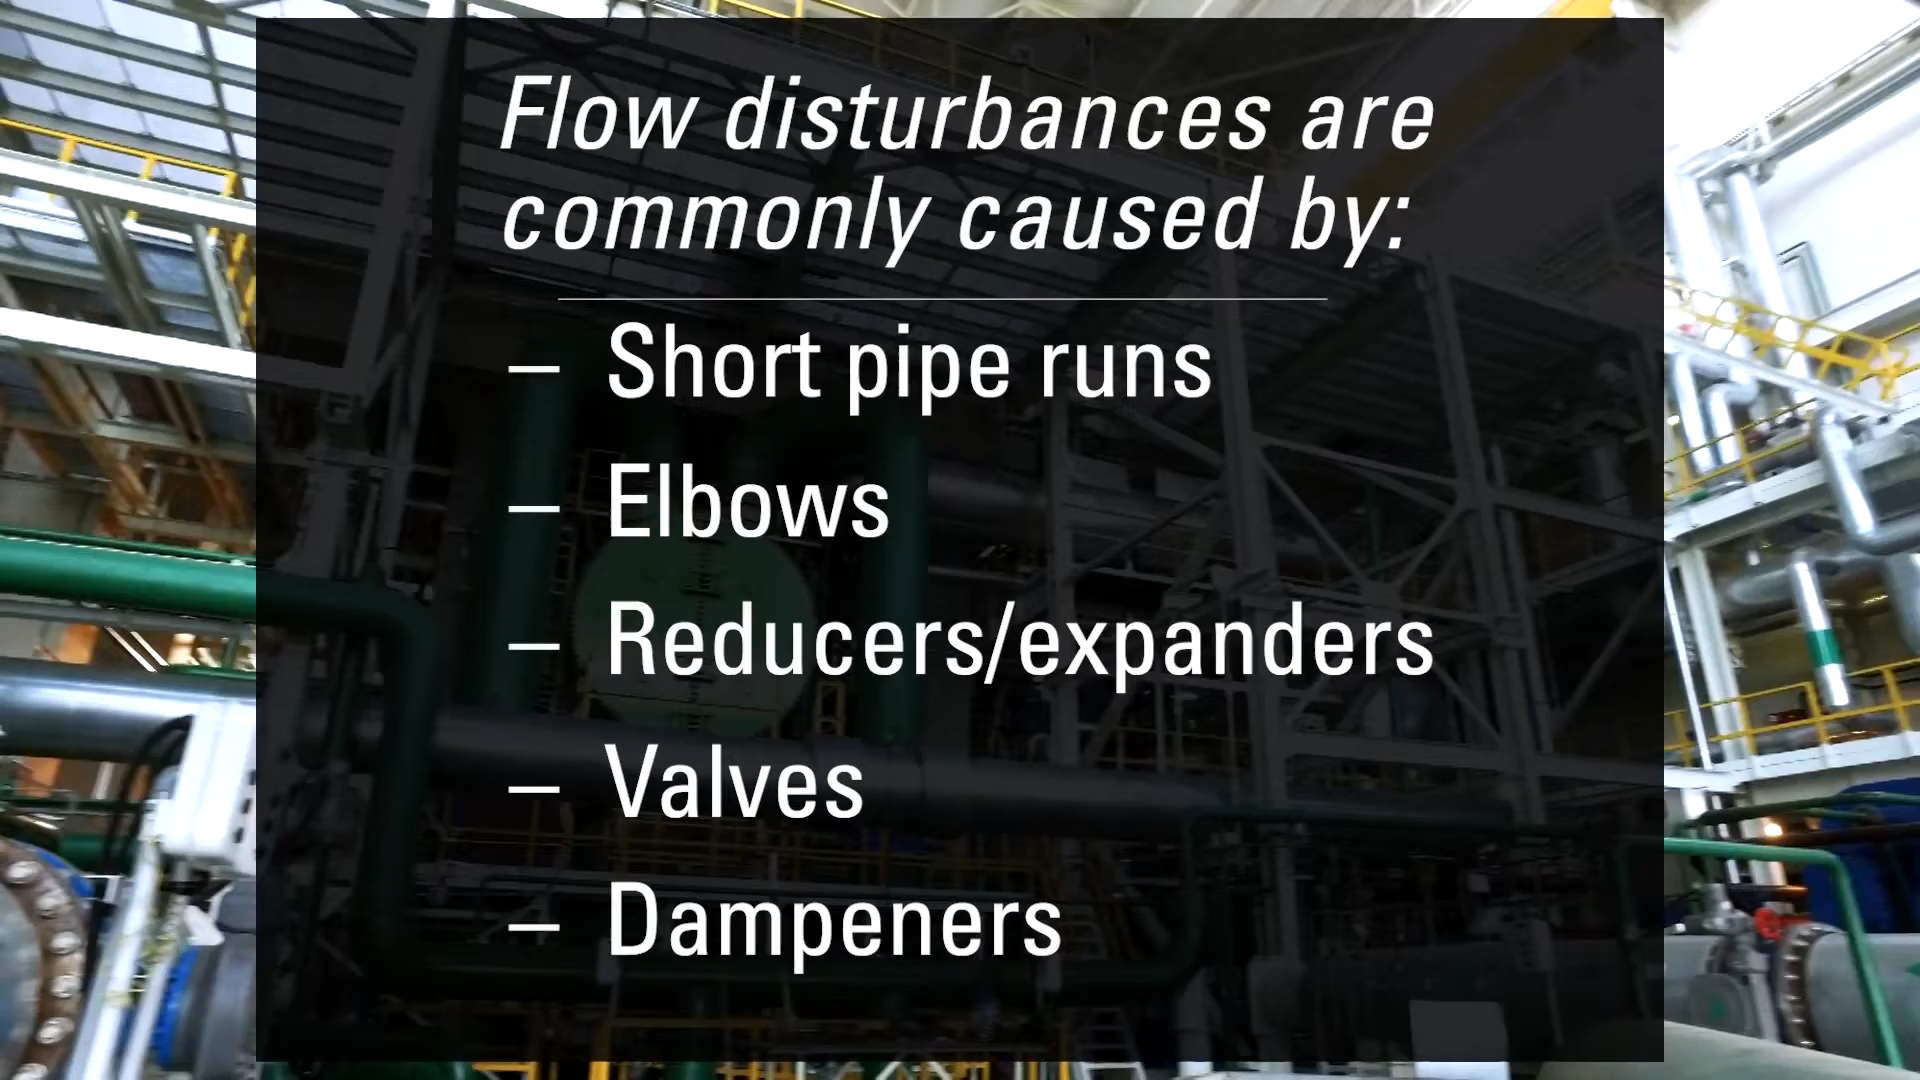 Flow disturbances are
commonly caused by:
– Short pipe runs
– Elbows
– Reducers/expanders
– Valves
– Dampeners